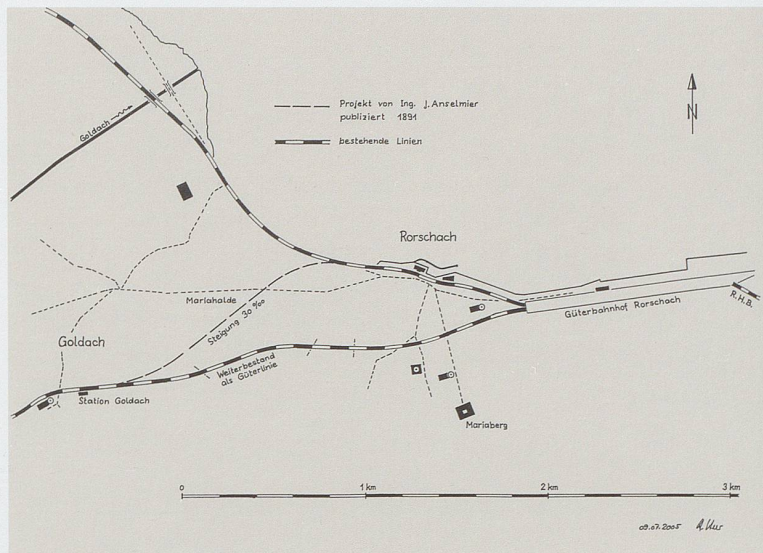 Projekt von Ing. J. Anselmier
publiziert 1891
bestehende Linien
N
Goldach
Rorschach
Mariahalde
Steigung 30 ‰
Güterbahnhof Rorschach
R.H.B.
Goldach
Weiterbestand
als Güterlinie
Station Goldach
Mariaberg
0
1 km
2 km
3 km
09.07.2005